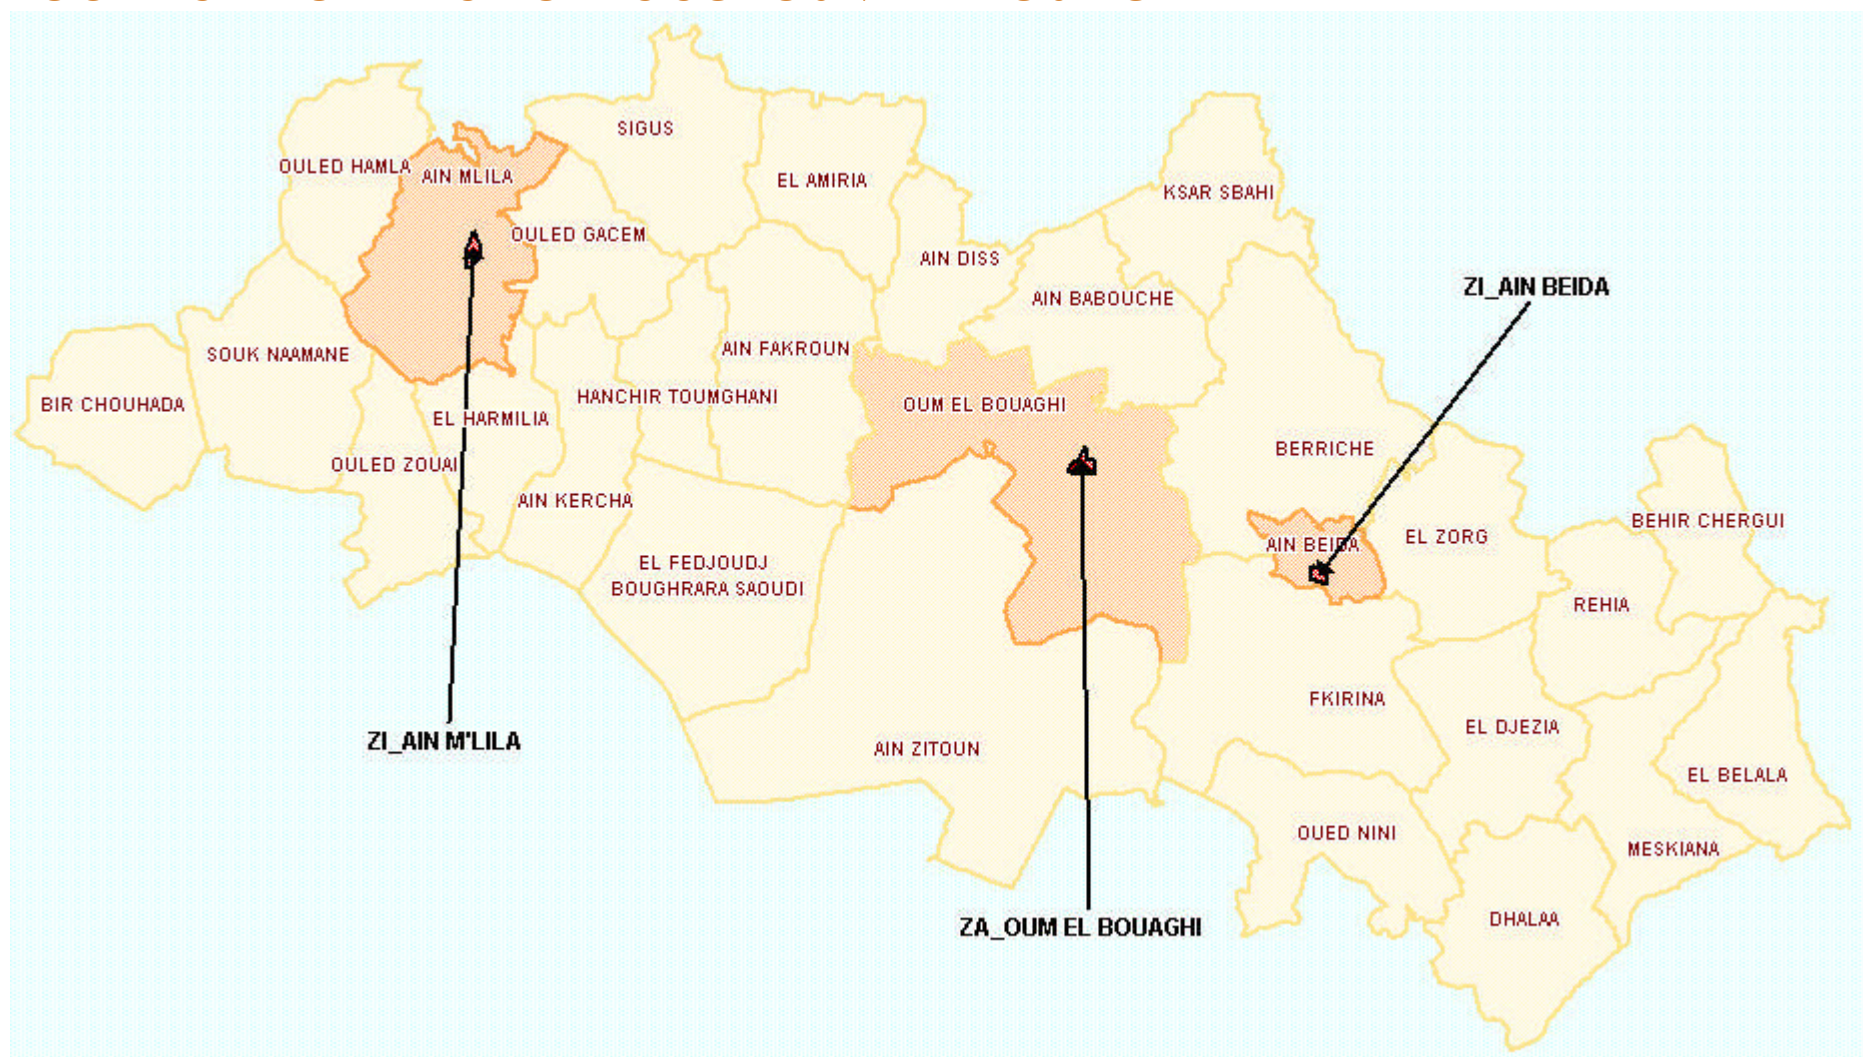 SIGUS
OULED HAMLA
AIN MLILA
EL AMIRIA
KSAR SBAHI
OULED GACEM
AIN DISS
ZI_AIN BEIDA
AIN BABOUCHE
SOUK NAAMANE
AIN FAKROUN
BIR CHOUHADA
HANCHIR TOUMGHANI
OUM EL BOUAGHI
EL HARMILIA
BERRICHE
OULED ZOUAI
AIN KERCHA
BEHIR CHERGUI
EL ZORG
AIN BEIDA
EL FEDJOUDJ
BOUGHRARA SAOUDI
REHIA
FKIRINA
EL DJEZIA
ZI_AIN M'LILA
AIN ZITOUN
EL BELALA
OUED NINI
MESKIANA
DHALAA
ZA_OUM EL BOUAGHI